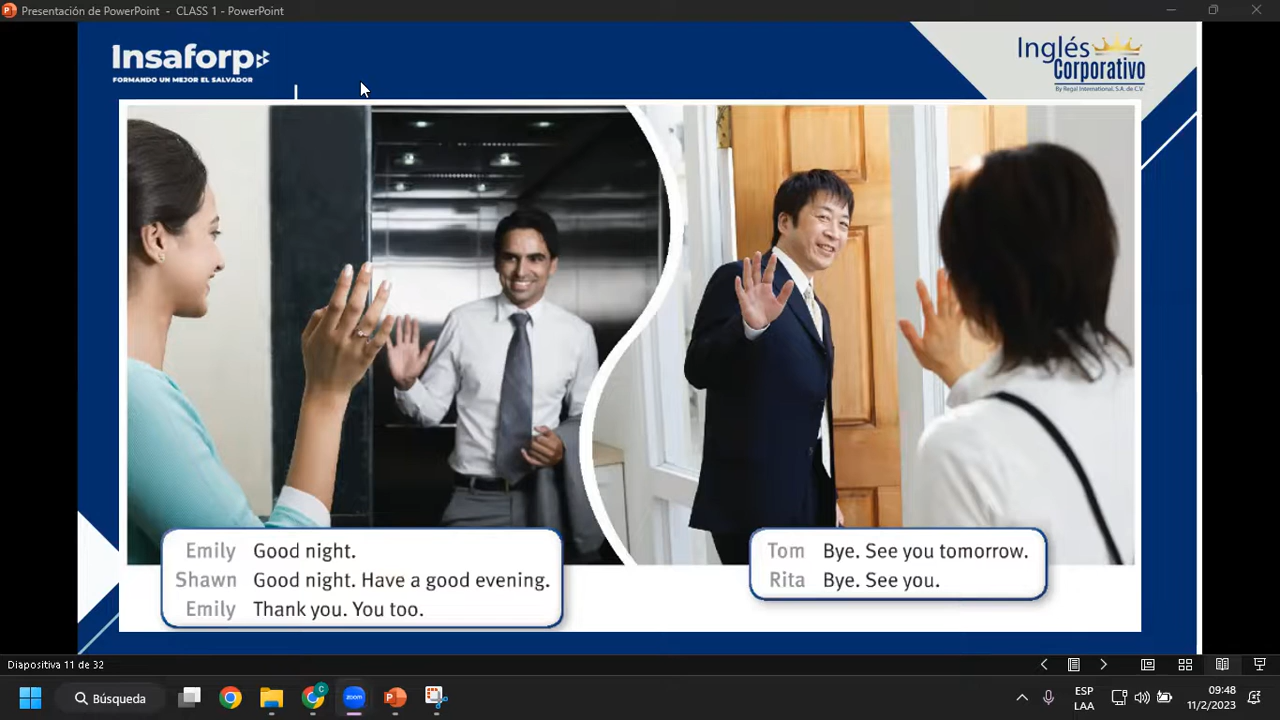 Presentación de PowerPoint - CLASS 1 - PowerPoint
Insaforp
FORMANDO UN MEJOR EL SALVADOR
Inglés
Corporativo
By Regal International, S.A. de C.V.
Emily Good night.
Shawn Good night. Have a good evening.
Emily Thank you. You too.
Tom Bye. See you tomorrow.
Rita Bye. See you.
Diapositiva 11 de 32
Búsqueda
C
zoom
ESP
LAA
09:48
11/2/2023